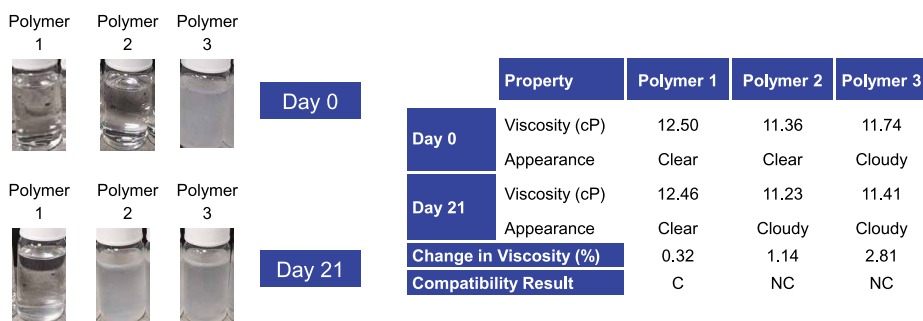 Polymer 1
Polymer 2
Polymer 3
Day 0
Polymer 1
Polymer 2
Polymer 3
Day 21
Property Polymer 1 Polymer 2 Polymer 3
Day 0 Viscosity (cP) 12.50 11.36 11.74
Appearance Clear Clear Cloudy
Day 21 Viscosity (cP) 12.46 11.23 11.41
Appearance Clear Cloudy Cloudy
Change in Viscosity (%) 0.32 1.14 2.81
Compatibility Result C NC NC